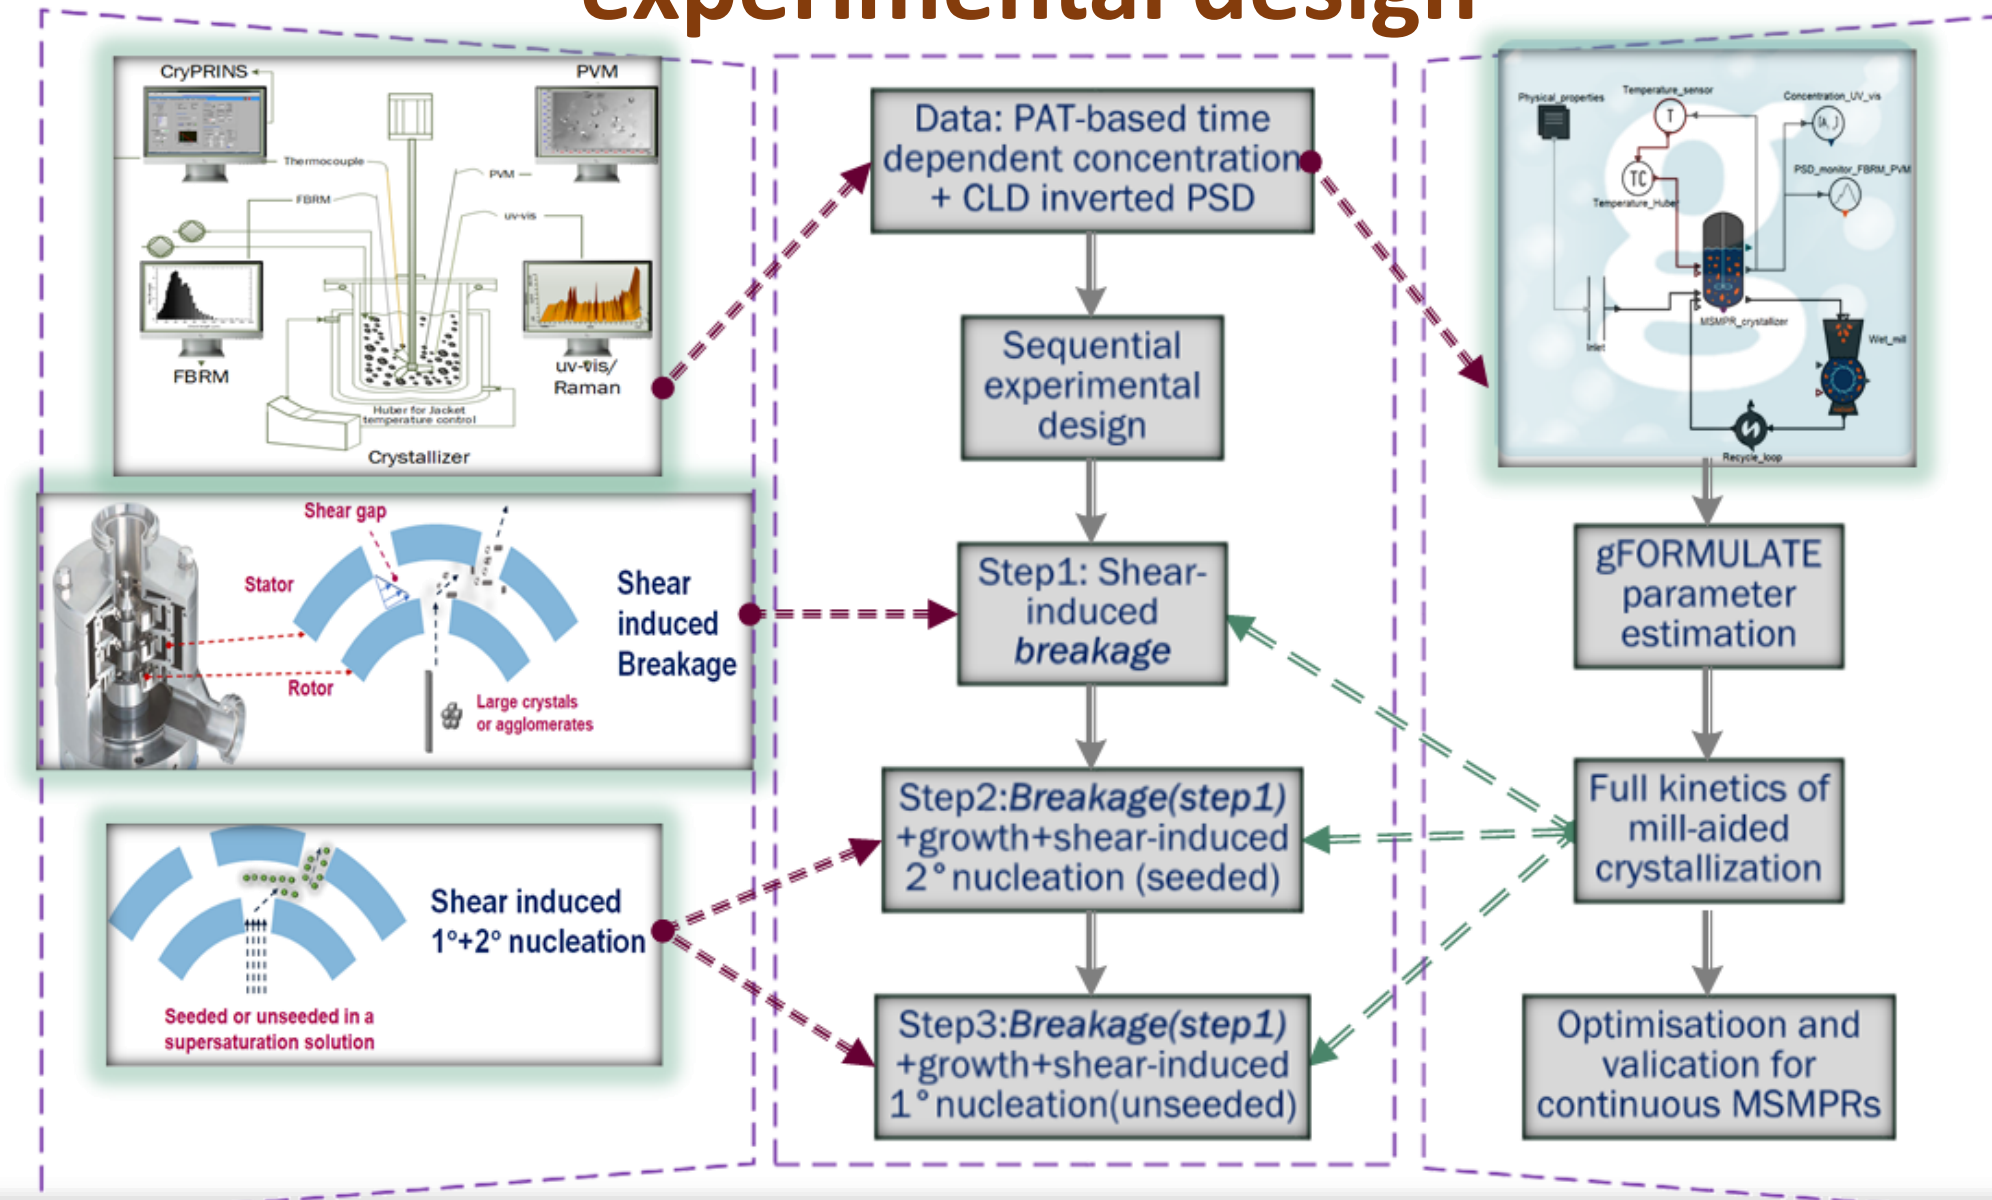 experimental design
CryPRINS
PVM
Thermocouple
PVM
FBRM
uv-vis
FBRM
uv-vis/
Raman
Huber for Jacket
temperature control
Crystallizer
Shear gap
Stator
Rotor
Large crystals
or agglomerates
Shear
induced
Breakage
Shear induced
1°+2° nucleation
Seeded or unseeded in a
supersaturation solution
Data: PAT-based time
dependent concentration
+ CLD inverted PSD
Sequential
experimental
design
Step1: Shear-
induced
breakage
Step2:Breakage(step1)
+growth+shear-induced
2°nucleation (seeded)
Step3:Breakage(step1)
+growth+shear-induced
1°nucleation(unseeded)
Physical_properties
Temperature_sensor
T
Concentration_UV_vis
(A, )
TC
Temperature_Huber
PSD_monitor_FBRM_PVM
MSMPR_crystallizer
Inlet
Wet_mill
Recycle_loop
gFORMULATE
parameter
estimation
Full kinetics of
mill-aided
crystallization
Optimisatioon and
valication for
continuous MSMPRs